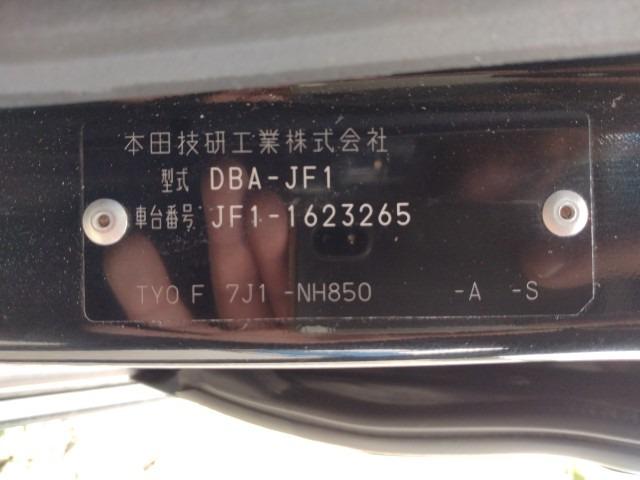 本田技研工業株式会社
型式 DBA-JF1
車台番号 JF1-1623265
TYO F 7J1 -NH850 -A -S